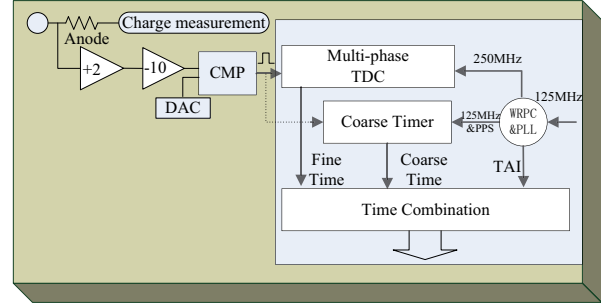 Charge measurement
Anode
+2
-10
CMP
DAC
Multi-phase
TDC
250MHz
125MHz
WRPC
&PLL
125MHz
&PPS
Coarse Timer
TAI
Fine
Time
Coarse
Time
Time Combination